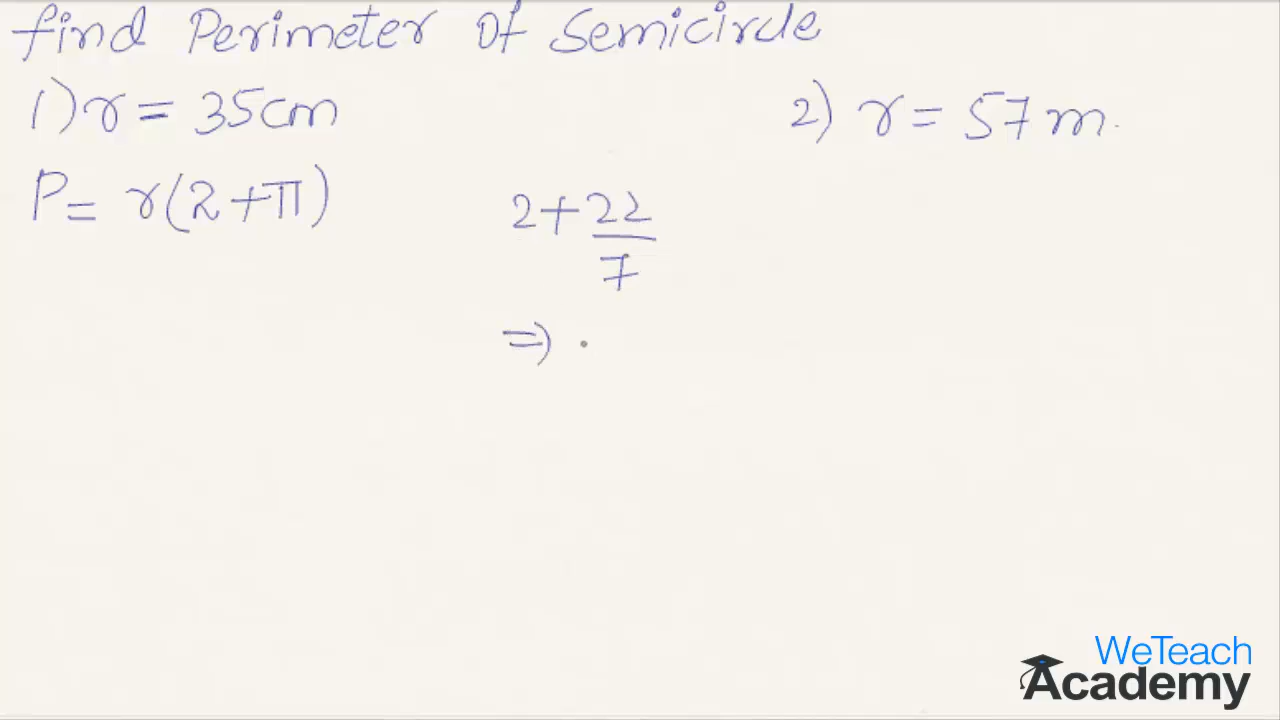 find Perimeter of Semicircle
1) r = 35cm
2) r = 57 m.
P = r(2+π)
2+22
7
⇒
WeTeach
Academy